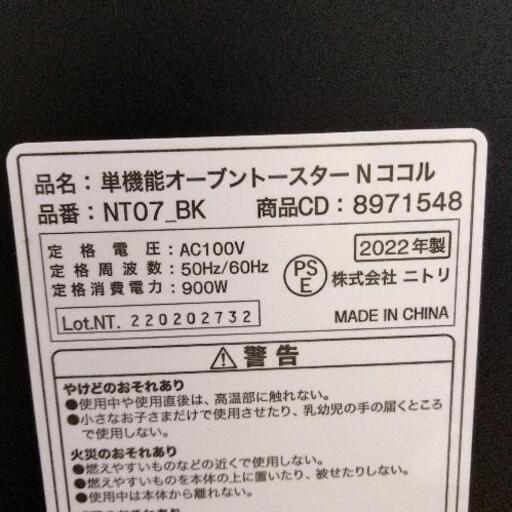 品名：単機能オーブントースター N ココル
品番：NT07_BK 商品CD：8971548
定格電圧：AC100V
2022年製
定格周波数：50Hz/60Hz
PSE 株式会社 ニトリ
定格消費電力：900W
Lot.NT. 220202732
MADE IN CHINA
警告
やけどのおそれあり
●使用中や使用直後は、高温部に触れない。
●小さなお子さまだけで使用させたり、乳幼児の手の届くところ
で使用しない。
火災のおそれあり
●燃えやすいものなどの近くで使用しない。
●燃えやすいものを本体の上に置いたり、被せたりしない。
●使用中は本体から離れない。